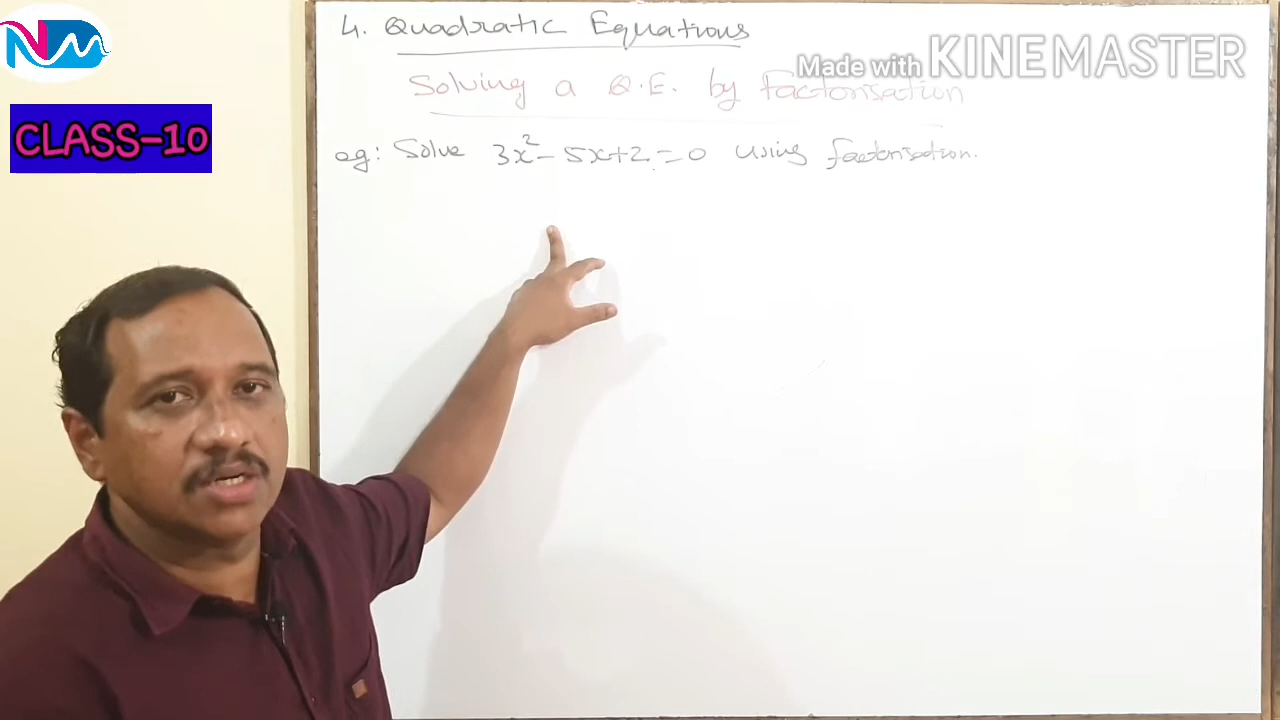 NM
CLASS-10
Made with KINEMASTER
4. Quadratic Equations
Solving a Q.E. by Factorisation
eg: Solve 3x² - 5x+2=0 using factorisation.